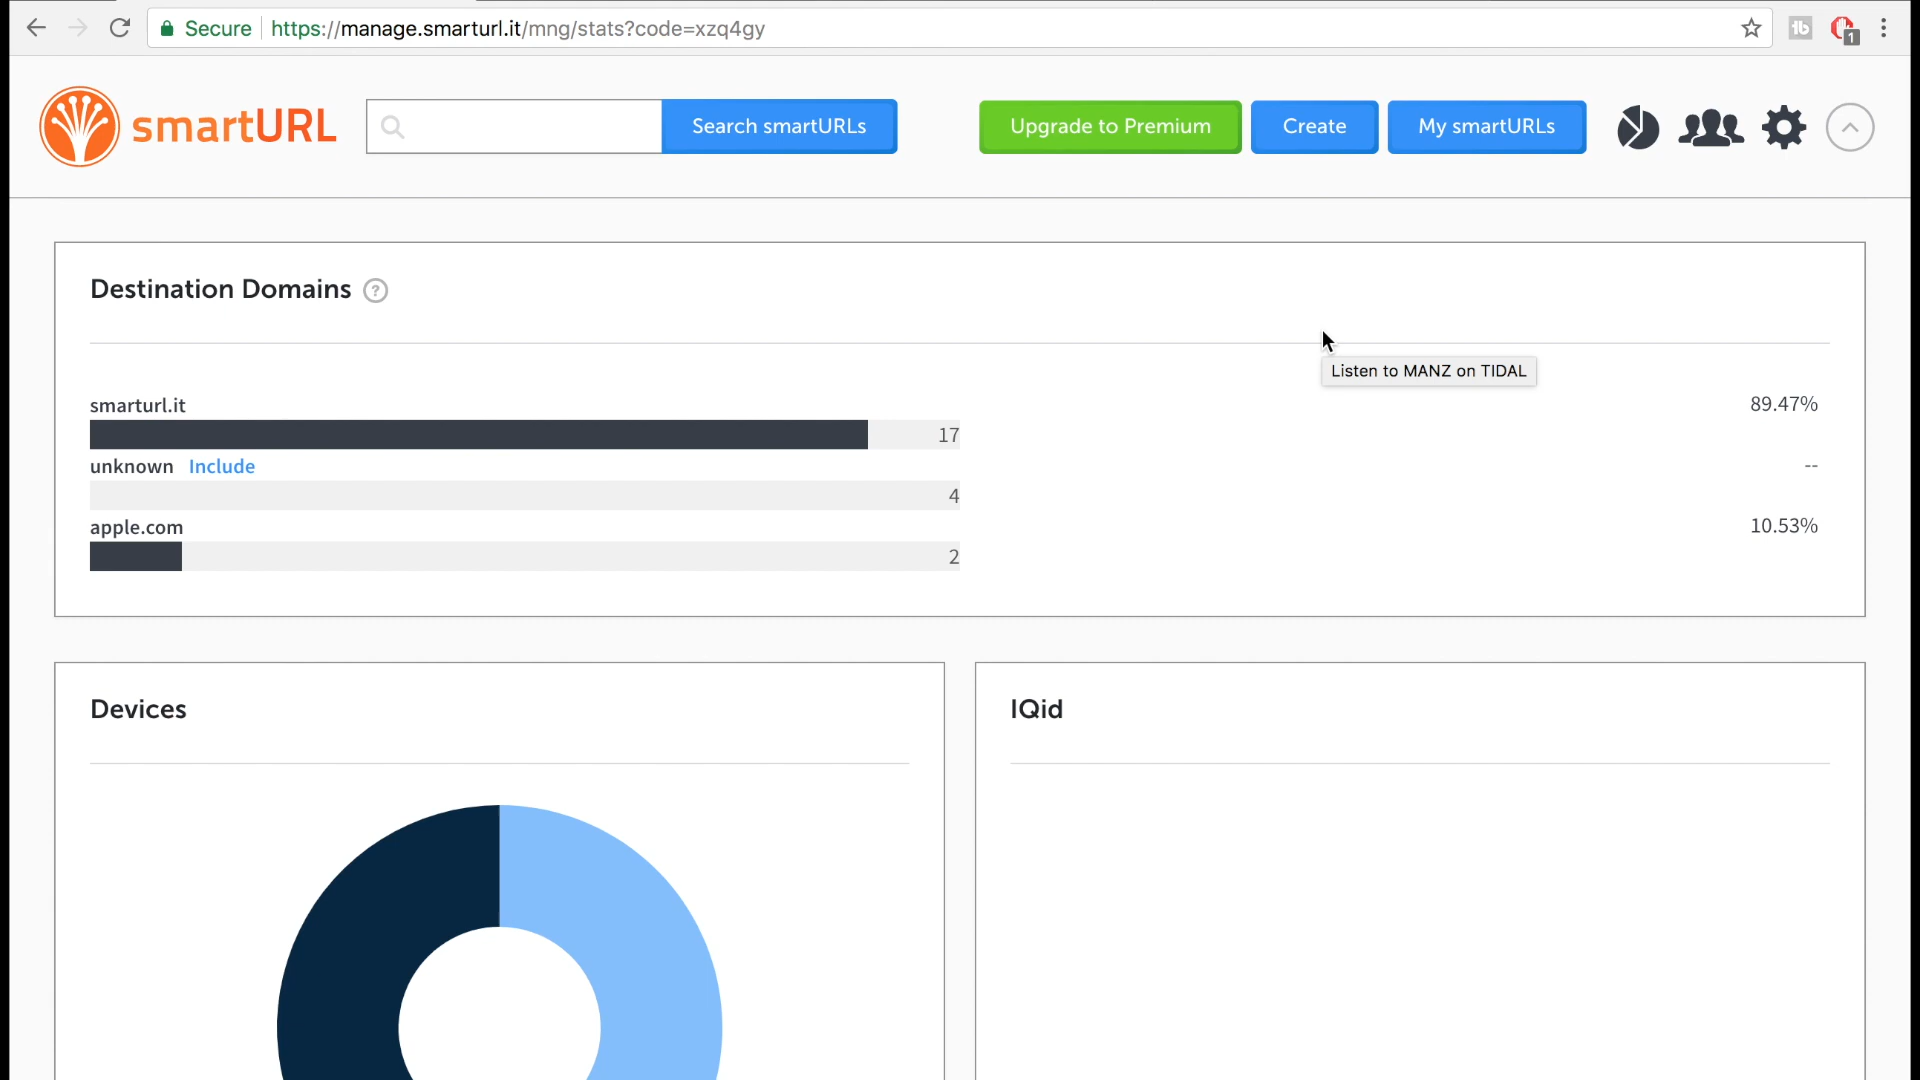 Secure https://manage.smarturl.it/mng/stats?code=xzq4gy
1
smartURL Search smartURLs Upgrade to Premium Create My smartURLs
Destination Domains ?
Listen to MANZ on TIDAL
smarturl.it 89.47%
17
unknown Include --
4
apple.com 10.53%
2
Devices IQid